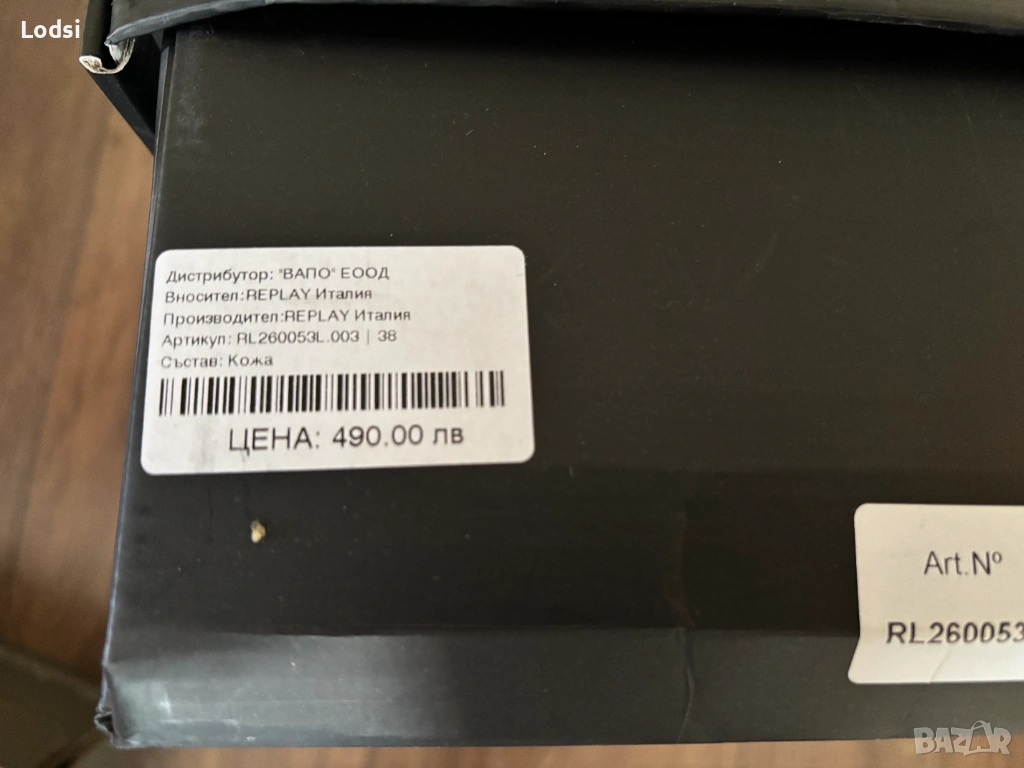 Lodsi
Дистрибутор: "ВАПО" ЕООД
Вносител:REPLAY Италия
Производител:REPLAY Италия
Артикул: RL260053L.003 | 38
Състав: Кожа
ЦЕНА: 490.00 лв
Art.Nº
RL260053
BAZAR